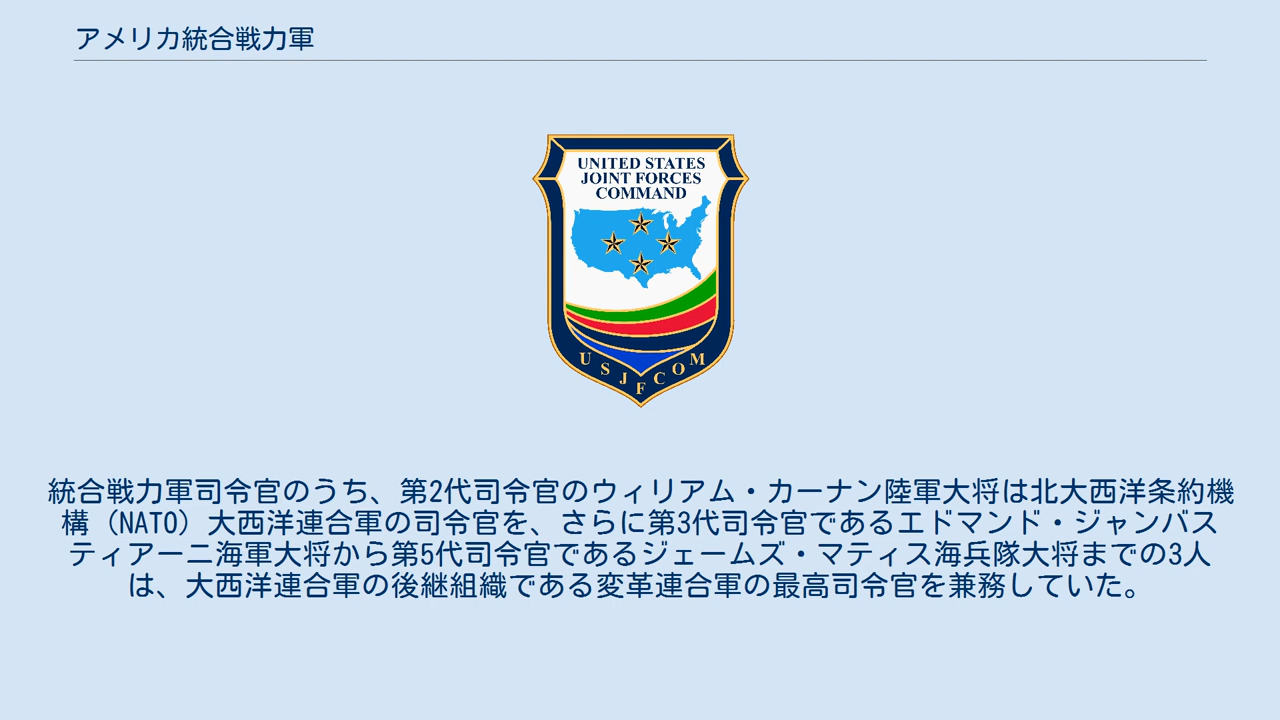 アメリカ統合戦力軍
UNITED STATES
JOINT FORCES
COMMAND
USJFCOM
統合戦力軍司令官のうち、第2代司令官のウィリアム・カーナン陸軍大将は北大西洋条約機
構（NATO）大西洋連合軍の司令官を、さらに第3代司令官であるエドマンド・ジャンバス
ティアーニ海軍大将から第5代司令官であるジェームズ・マティス海兵隊大将までの3人
は、大西洋連合軍の後継組織である変革連合軍の最高司令官を兼務していた。